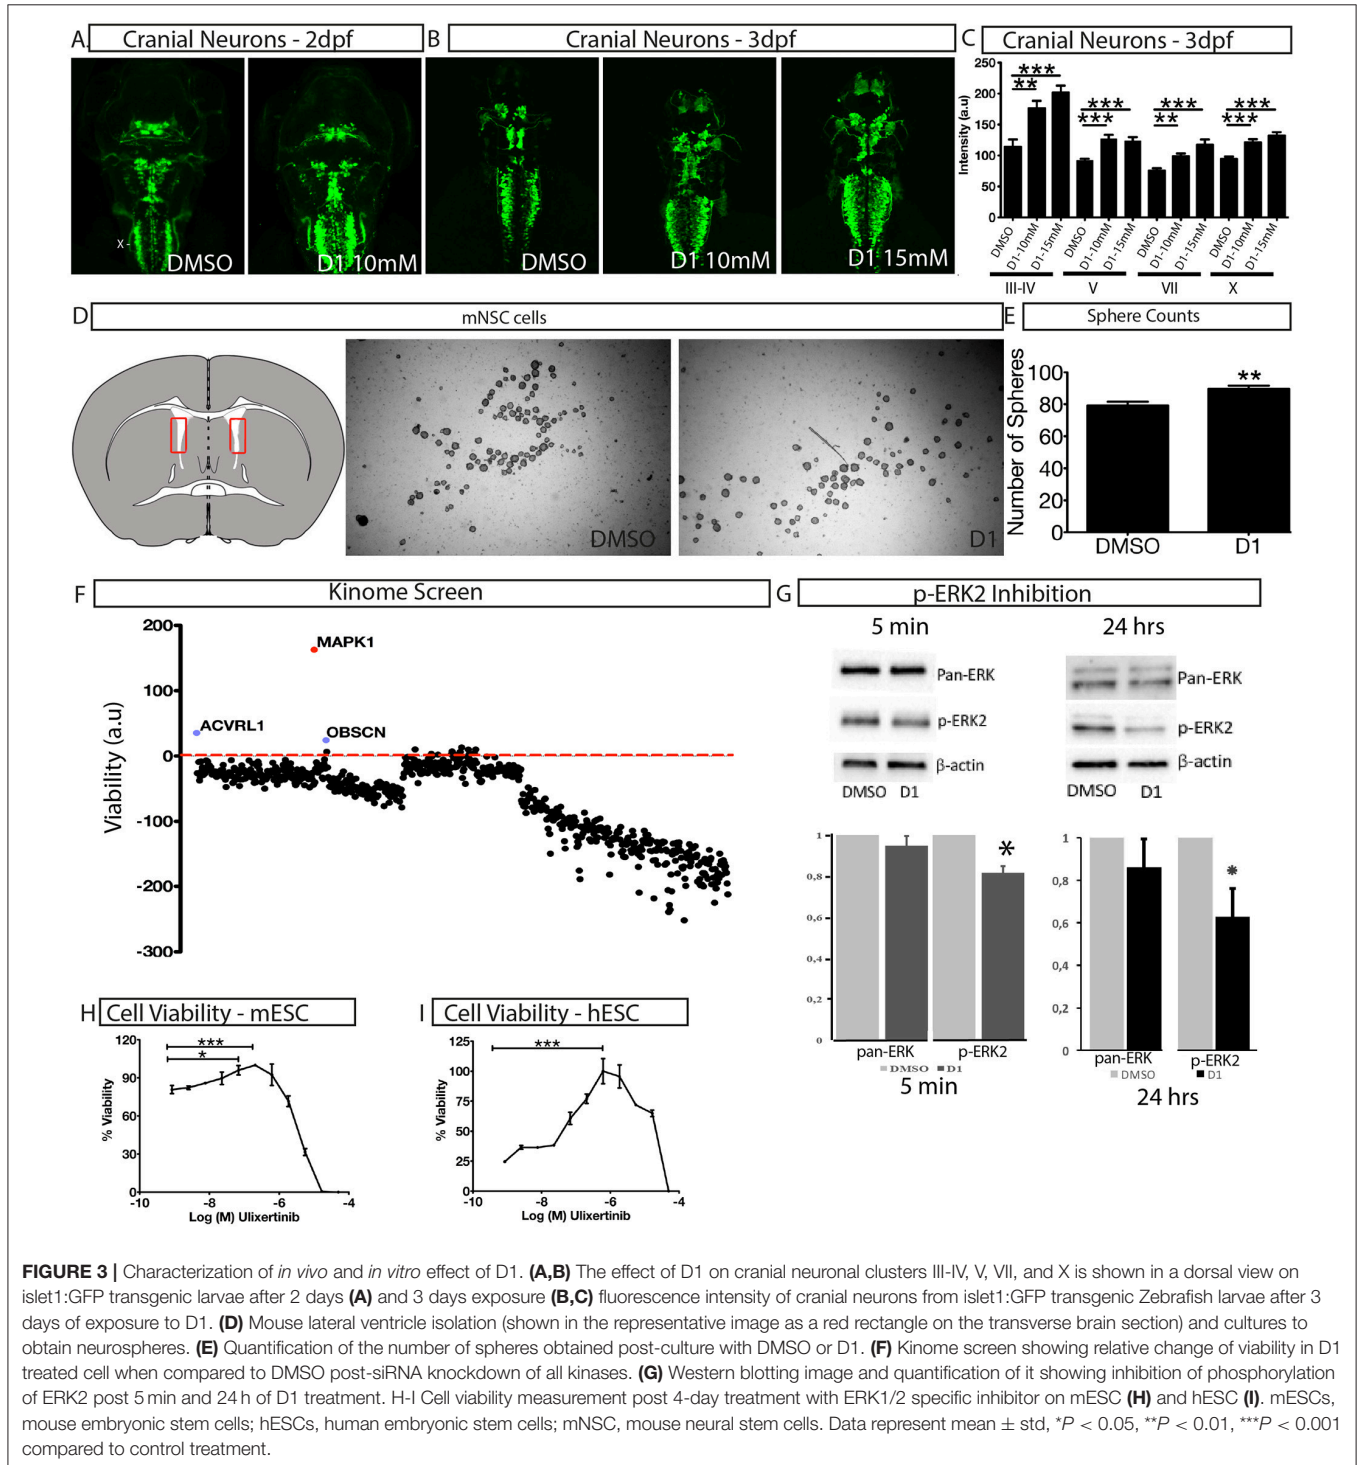 A. Cranial Neurons - 2dpf
X -
DMSO
D1 10mM
B Cranial Neurons - 3dpf
DMSO
D1 10mM
D1 15mM
C Cranial Neurons - 3dpf
Intensity (a.u)
250
200
150
100
50
0
*** ** *** *** *** ** *** ***
DMSO D1-10mM D1-15mM DMSO D1-10mM D1-15mM DMSO D1-10mM D1-15mM DMSO D1-10mM D1-15mM
III-IV V VII X
D mNSC cells
DMSO
D1
E Sphere Counts
Number of Spheres
100
80
60
40
20
0
**
DMSO D1
F Kinome Screen
Viability (a.u)
200
100
0
-100
-200
-300
MAPK1
ACVRL1
OBSCN
G p-ERK2 Inhibition
5 min
Pan-ERK
p-ERK2
β-actin
DMSO D1
24 hrs
Pan-ERK
p-ERK2
β-actin
DMSO D1
1
0,8
0,6
0,4
0,2
0
*
pan-ERK p-ERK2
DMSO D1
5 min
1
0,8
0,6
0,4
0,2
0
*
pan-ERK p-ERK2
DMSO D1
24 hrs
H Cell Viability - mESC
% Viability
120
90
60
30
0
***
*
-10 -8 -6 -4
Log (M) Ulixertinib
I Cell Viability - hESC
% Viability
125
100
75
50
25
0
***
-10 -8 -6 -4
Log (M) Ulixertinib
FIGURE 3 | Characterization of in vivo and in vitro effect of D1. (A,B) The effect of D1 on cranial neuronal clusters III-IV, V, VII, and X is shown in a dorsal view on
islet1:GFP transgenic larvae after 2 days (A) and 3 days exposure (B,C) fluorescence intensity of cranial neurons from islet1:GFP transgenic Zebrafish larvae after 3
days of exposure to D1. (D) Mouse lateral ventricle isolation (shown in the representative image as a red rectangle on the transverse brain section) and cultures to
obtain neurospheres. (E) Quantification of the number of spheres obtained post-culture with DMSO or D1. (F) Kinome screen showing relative change of viability in D1
treated cell when compared to DMSO post-siRNA knockdown of all kinases. (G) Western blotting image and quantification of it showing inhibition of phosphorylation
of ERK2 post 5 min and 24 h of D1 treatment. H-I Cell viability measurement post 4-day treatment with ERK1/2 specific inhibitor on mESC (H) and hESC (I). mESCs,
mouse embryonic stem cells; hESCs, human embryonic stem cells; mNSC, mouse neural stem cells. Data represent mean ± std, *P < 0.05, **P < 0.01, ***P < 0.001
compared to control treatment.